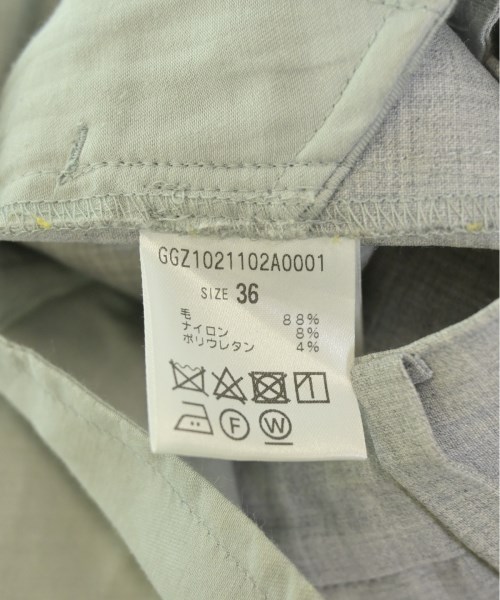 GGZ1021102A0001
SIZE 36
毛 88%
ナイロン 8%
ポリウレタン 4%
F W